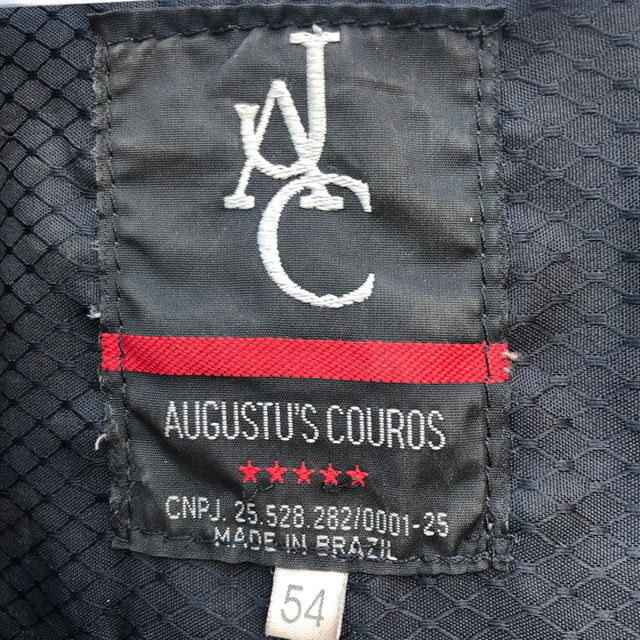 AJC
AUGUSTU'S COUROS
★★★★★
CNPJ. 25.528.282/0001-25
MADE IN BRAZIL
54